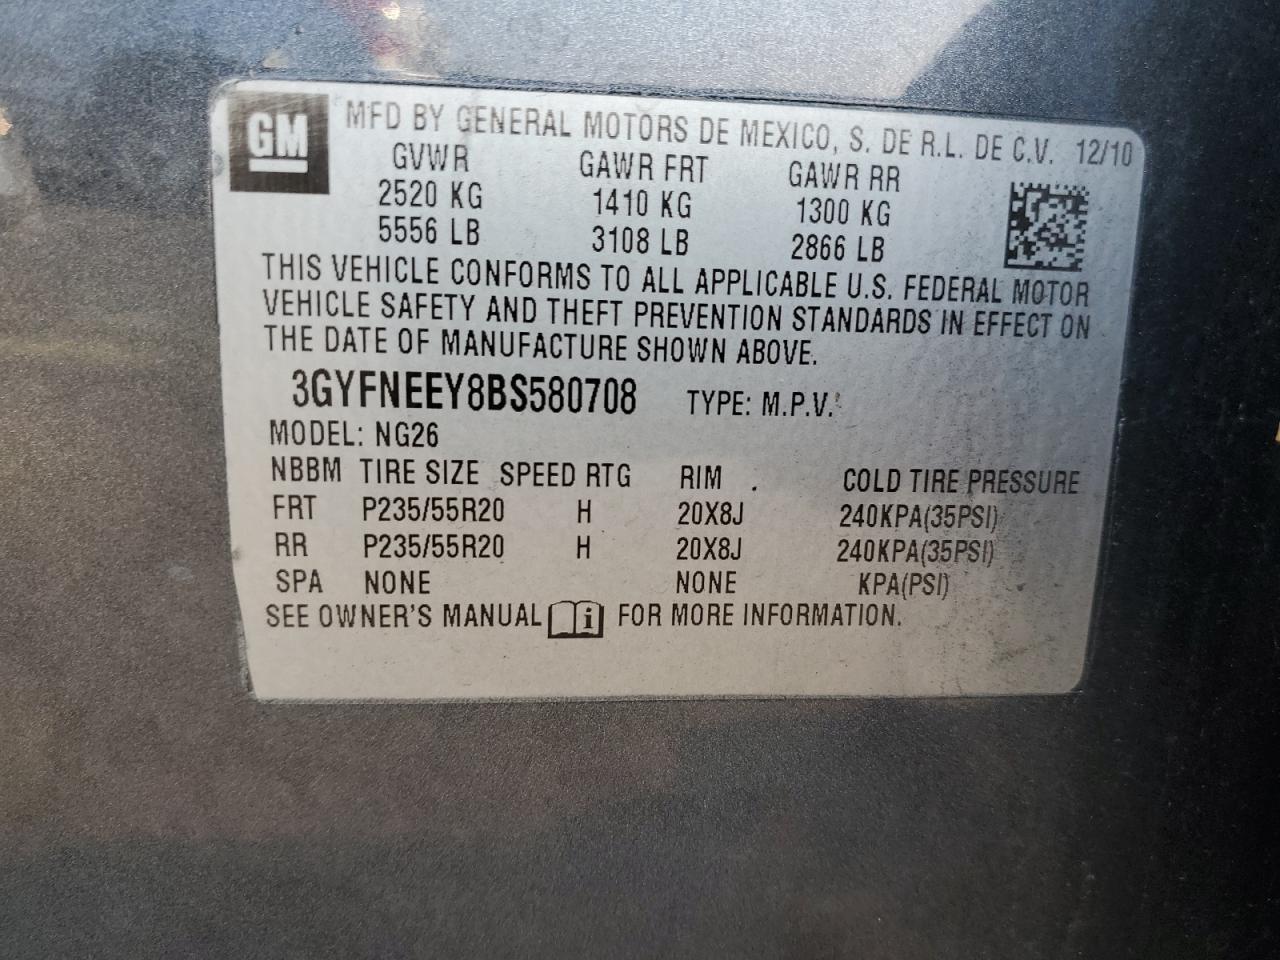 GM
MFD BY GENERAL MOTORS DE MEXICO, S. DE R.L. DE C.V. 12/10
GVWR GAWR FRT GAWR RR
2520 KG 1410 KG 1300 KG
5556 LB 3108 LB 2866 LB
THIS VEHICLE CONFORMS TO ALL APPLICABLE U.S. FEDERAL MOTOR
VEHICLE SAFETY AND THEFT PREVENTION STANDARDS IN EFFECT ON
THE DATE OF MANUFACTURE SHOWN ABOVE.
3GYFNEEY8BS580708 TYPE: M.P.V.
MODEL: NG26
NBBM TIRE SIZE SPEED RTG RIM COLD TIRE PRESSURE
FRT P235/55R20 H 20X8J 240KPA(35PSI)
RR P235/55R20 H 20X8J 240KPA(35PSI)
SPA NONE NONE KPA(PSI)
SEE OWNER'S MANUAL i FOR MORE INFORMATION.